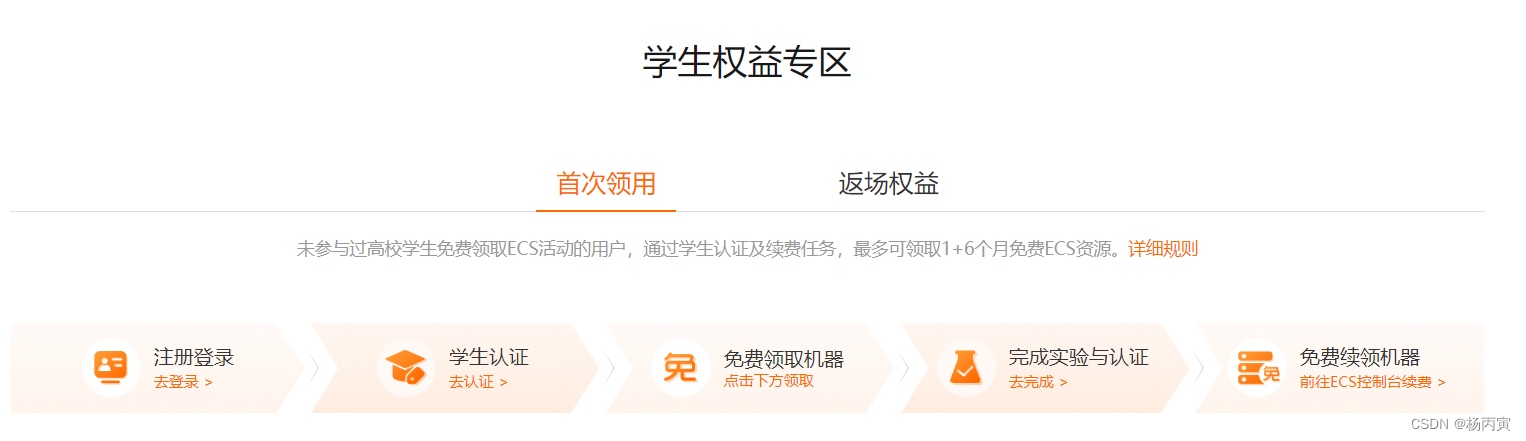 学生权益专区
首次领用
返场权益
未参与过高校学生免费领取ECS活动的用户，通过学生认证及续费任务，最多可领取1+6个月免费ECS资源。详细规则
注册登录
去登录 >
学生认证
去认证 >
免
免费领取机器
点击下方领取
完成实验与认证
去完成 >
免
免费续领机器
前往ECS控制台续费 >
CSDN @杨丙寅